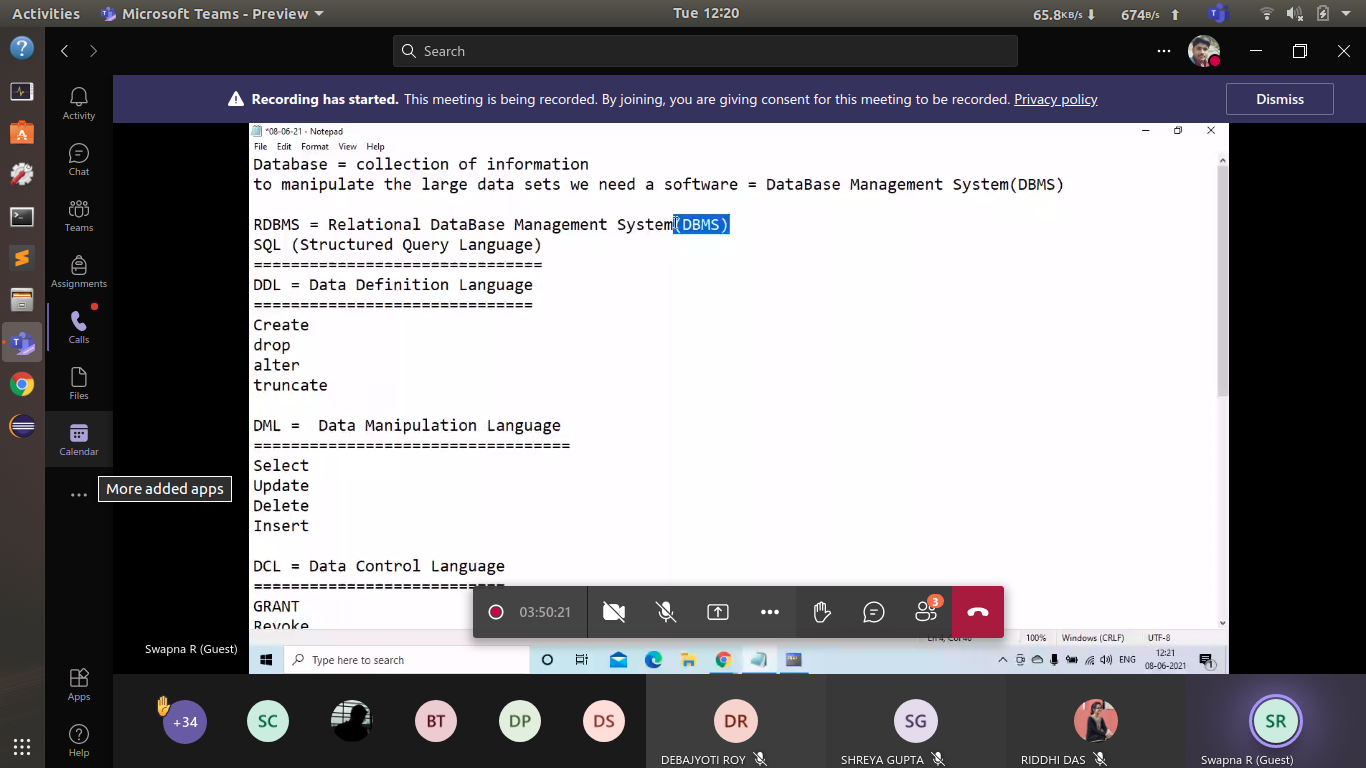 Activities Microsoft Teams - Preview Tue 12:20 65.8KB/s 674B/s
Search
Recording has started. This meeting is being recorded. By joining, you are giving consent for this meeting to be recorded. Privacy policy Dismiss
Activity
Chat
Teams
Assignments
Calls
Files
Calendar
More added apps
Apps
Help
*08-06-21 - Notepad
File Edit Format View Help
Database = collection of information
to manipulate the large data sets we need a software = DataBase Management System(DBMS)
RDBMS = Relational DataBase Management System(DBMS)
SQL (Structured Query Language)
===============================
DDL = Data Definition Language
==============================
Create
drop
alter
truncate
DML =  Data Manipulation Language
==================================
Select
Update
Delete
Insert
DCL = Data Control Language
===========================
GRANT
Revoke
3
03:50:21
100% Windows (CRLF) UTF-8
Swapna R (Guest)
Type here to search
ENG
12:21
08-06-2021
1
+34 SC BT DP DS DR SG SR
DEBAJYOTI ROY SHREYA GUPTA RIDDHI DAS Swapna R (Guest)